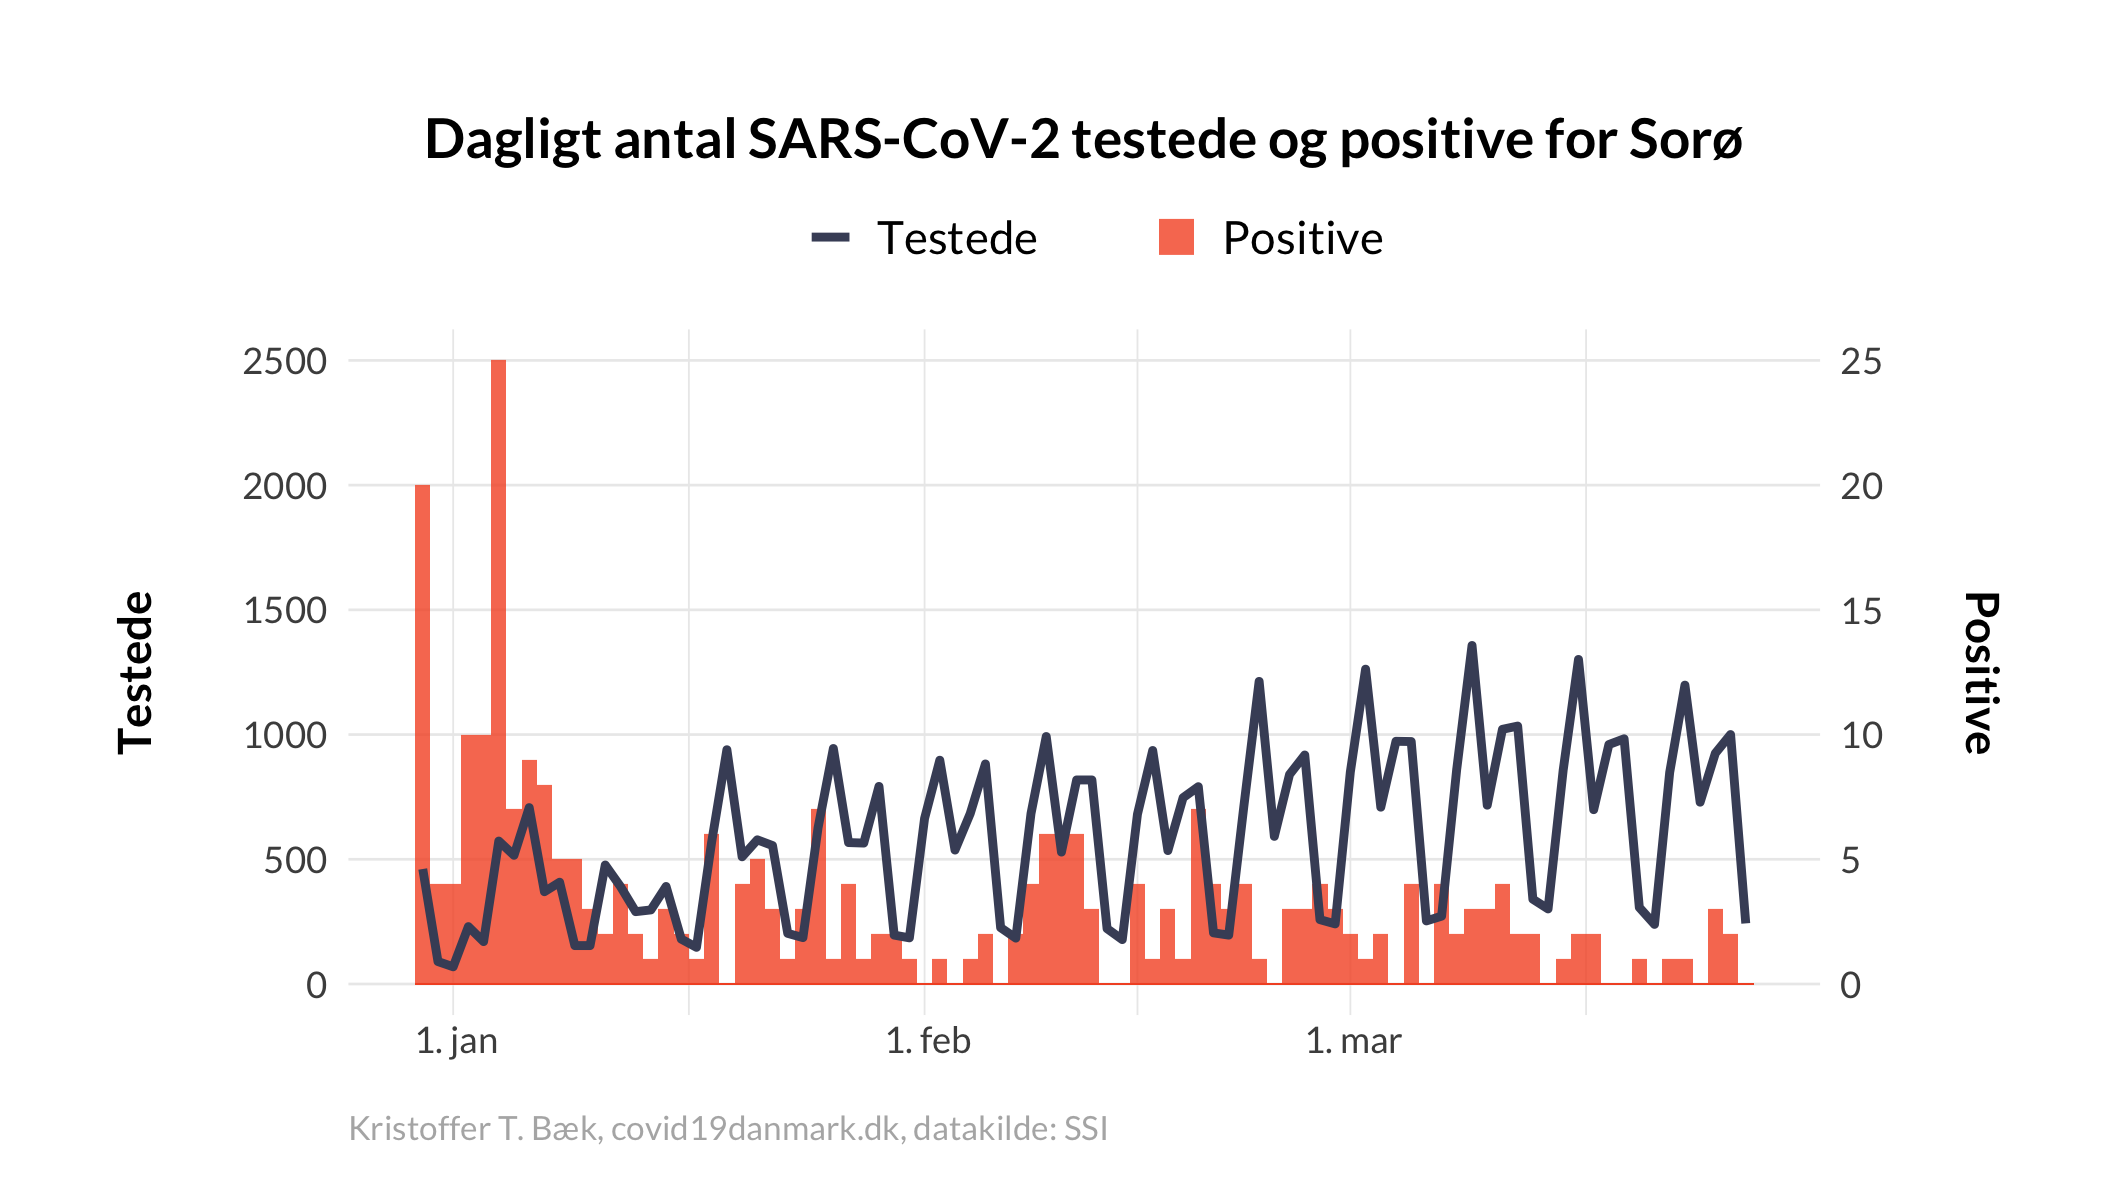 Dagligt antal SARS-CoV-2 testede og positive for Sorø
Testede Positive
2500 25
2000 20
1500 15
1000 10
500 5
0 0
Testede
Positive
1. jan 1. feb 1. mar
Kristoffer T. Bæk, covid19danmark.dk, datakilde: SSI